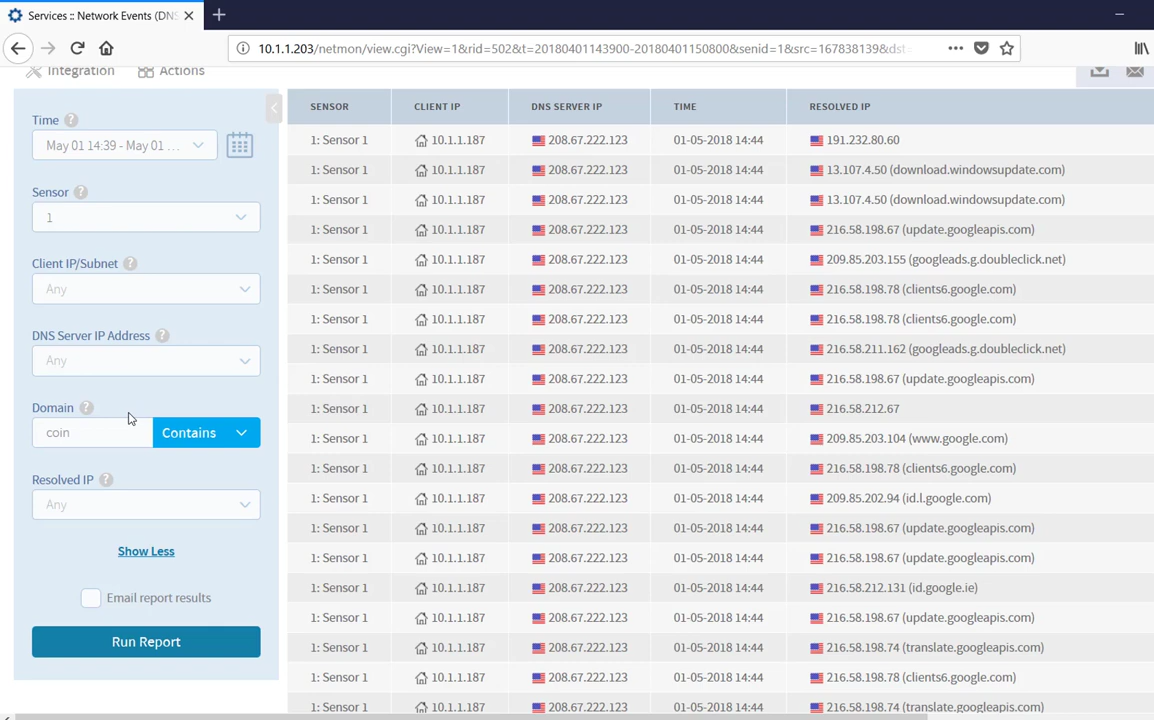 Services :: Network Events (DNS
10.1.1.203/netmon/view.cgi?View=1&rid=502&t=20180401143900-20180401150800&senid=1&src=167838139&dst-
Integration Actions
Time ?
May 01 14:39 - May 01 ...
Sensor ?
1
Client IP/Subnet ?
Any
DNS Server IP Address ?
Any
Domain ?
coin Contains
Resolved IP ?
Any
Show Less
Email report results
Run Report
SENSOR CLIENT IP DNS SERVER IP TIME RESOLVED IP
1: Sensor 1 10.1.1.187 208.67.222.123 01-05-2018 14:44 191.232.80.60
1: Sensor 1 10.1.1.187 208.67.222.123 01-05-2018 14:44 13.107.4.50 (download.windowsupdate.com)
1: Sensor 1 10.1.1.187 208.67.222.123 01-05-2018 14:44 13.107.4.50 (download.windowsupdate.com)
1: Sensor 1 10.1.1.187 208.67.222.123 01-05-2018 14:44 216.58.198.67 (update.googleapis.com)
1: Sensor 1 10.1.1.187 208.67.222.123 01-05-2018 14:44 209.85.203.155 (googleads.g.doubleclick.net)
1: Sensor 1 10.1.1.187 208.67.222.123 01-05-2018 14:44 216.58.198.78 (clients6.google.com)
1: Sensor 1 10.1.1.187 208.67.222.123 01-05-2018 14:44 216.58.198.78 (clients6.google.com)
1: Sensor 1 10.1.1.187 208.67.222.123 01-05-2018 14:44 216.58.211.162 (googleads.g.doubleclick.net)
1: Sensor 1 10.1.1.187 208.67.222.123 01-05-2018 14:44 216.58.198.67 (update.googleapis.com)
1: Sensor 1 10.1.1.187 208.67.222.123 01-05-2018 14:44 216.58.212.67
1: Sensor 1 10.1.1.187 208.67.222.123 01-05-2018 14:44 209.85.203.104 (www.google.com)
1: Sensor 1 10.1.1.187 208.67.222.123 01-05-2018 14:44 216.58.198.78 (clients6.google.com)
1: Sensor 1 10.1.1.187 208.67.222.123 01-05-2018 14:44 209.85.202.94 (id.l.google.com)
1: Sensor 1 10.1.1.187 208.67.222.123 01-05-2018 14:44 216.58.198.67 (update.googleapis.com)
1: Sensor 1 10.1.1.187 208.67.222.123 01-05-2018 14:44 216.58.198.67 (update.googleapis.com)
1: Sensor 1 10.1.1.187 208.67.222.123 01-05-2018 14:44 216.58.212.131 (id.google.ie)
1: Sensor 1 10.1.1.187 208.67.222.123 01-05-2018 14:44 216.58.198.67 (update.googleapis.com)
1: Sensor 1 10.1.1.187 208.67.222.123 01-05-2018 14:44 216.58.198.74 (translate.googleapis.com)
1: Sensor 1 10.1.1.187 208.67.222.123 01-05-2018 14:44 216.58.198.78 (clients6.google.com)
1: Sensor 1 10.1.1.187 208.67.222.123 01-05-2018 14:44 216.58.198.74 (translate.googleapis.com)